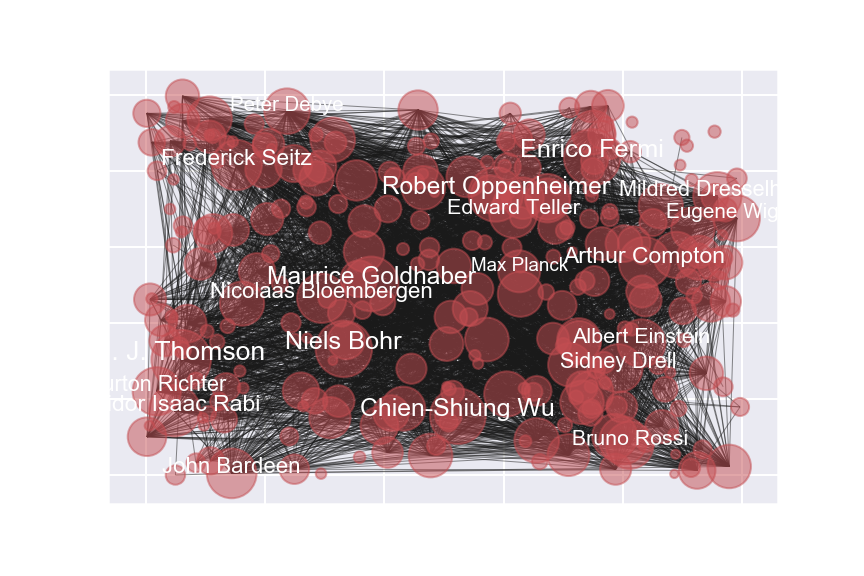 Peter Debye
Enrico Fermi
Frederick Seitz
Robert Oppenheimer
Mildred Dresselh
Edward Teller
Eugene Wig
Arthur Compton
Max Planck
Maurice Goldhaber
Nicolaas Bloembergen
Albert Einstein
Niels Bohr
. J. Thomson
Sidney Drell
urton Richter
dor Isaac Rabi
Chien-Shiung Wu
Bruno Rossi
John Bardeen